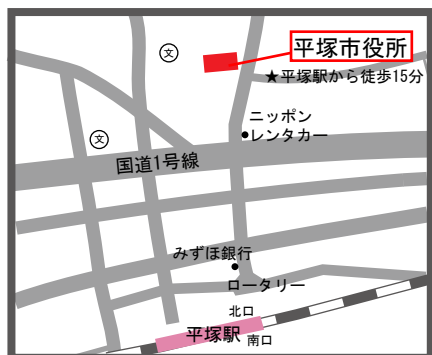 平塚市役所
文
★平塚駅から徒歩15分
ニッポン
レンタカー
文
国道1号線
みずほ銀行
ロータリー
北口
平塚駅
南口